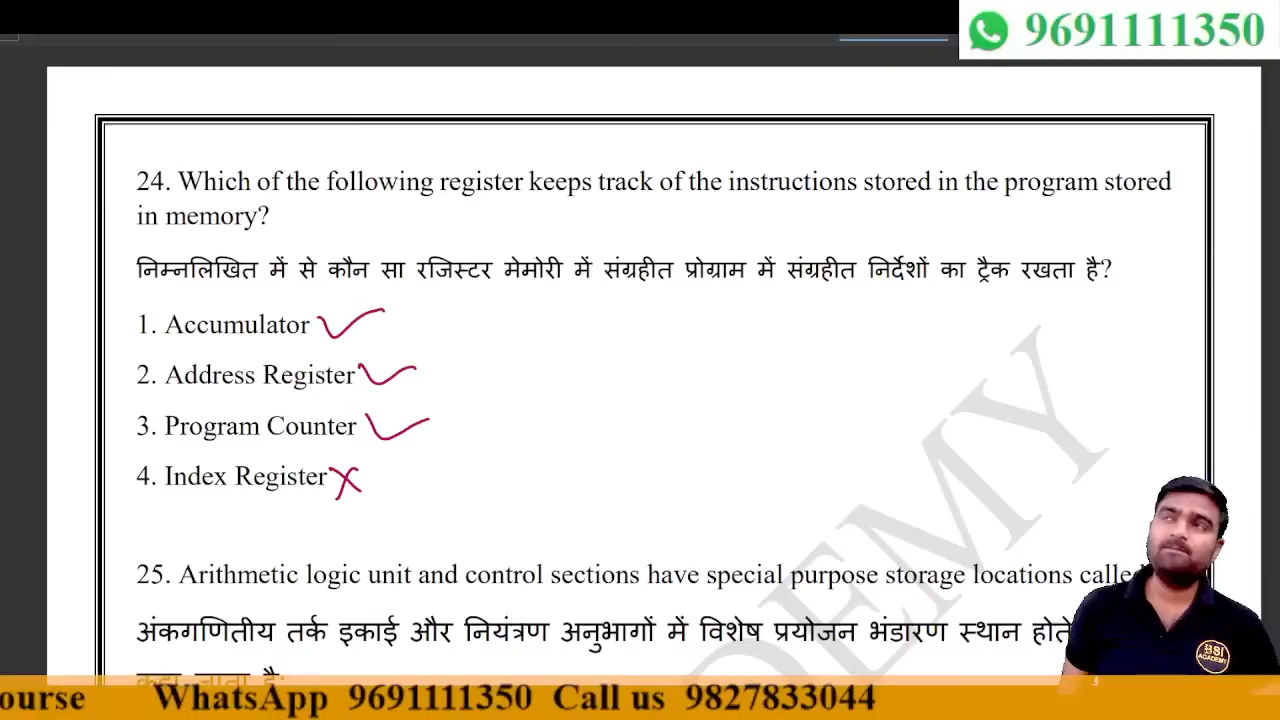 9691111350
24. Which of the following register keeps track of the instructions stored in the program stored
in memory?
निम्नलिखित में से कौन सा रजिस्टर मेमोरी में संग्रहीत प्रोग्राम में संग्रहीत निर्देशों का ट्रैक रखता है?
1. Accumulator
2. Address Register
3. Program Counter
4. Index Register
25. Arithmetic logic unit and control sections have special purpose storage locations called
अंकगणितीय तर्क इकाई और नियंत्रण अनुभागों में विशेष प्रयोजन भंडारण स्थान होते
BSI
ACADEMY
ourse WhatsApp 9691111350 Call us 9827833044